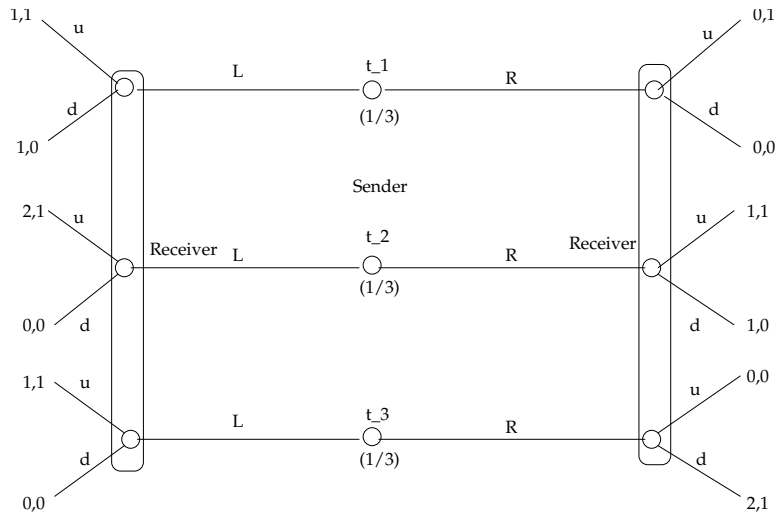 1,1
u
0,1
u
L
t_1
R
d
(1/3)
d
1,0
0,0
Sender
2,1
u
u
1,1
t_2
Receiver
L
R
Receiver
(1/3)
0,0
d
d
1,0
1,1
u
u
0,0
t_3
L
R
(1/3)
d
d
0,0
2,1